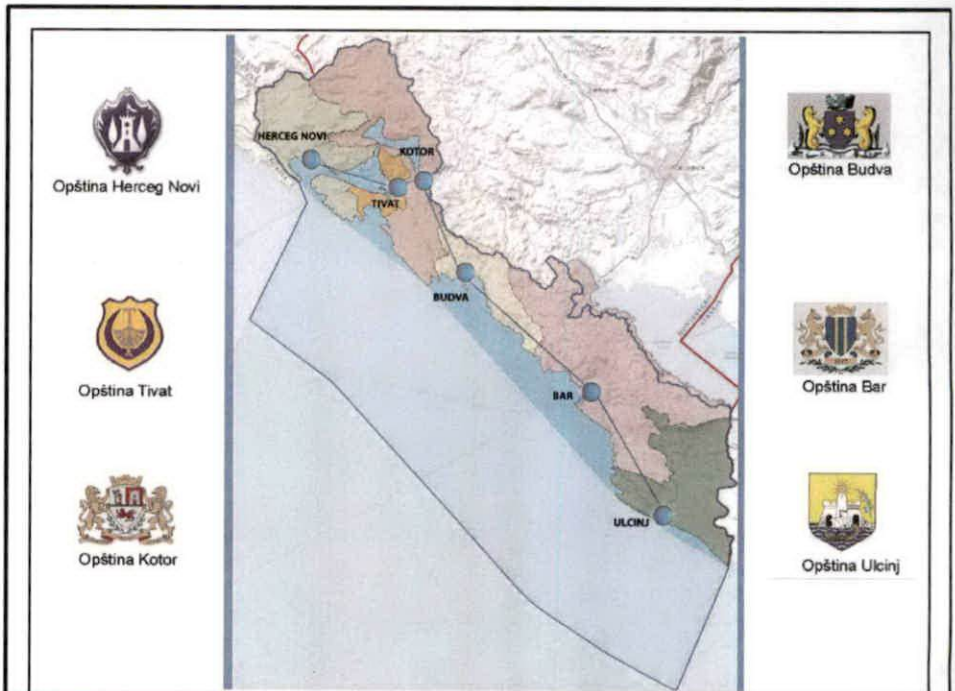 Opština Herceg Novi
Opština Tivat
Opština Kotor
HERCEG NOVI
KOTOR
TIVAT
BUDVA
BAR
ULCINJ
Opština Budva
Opština Bar
Opština Ulcinj